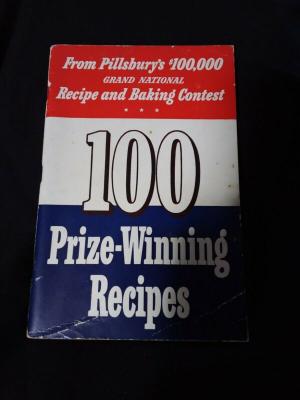 From Pillsbury's $100,000
GRAND NATIONAL
Recipe and Baking Contest
100
Prize-Winning
Recipes